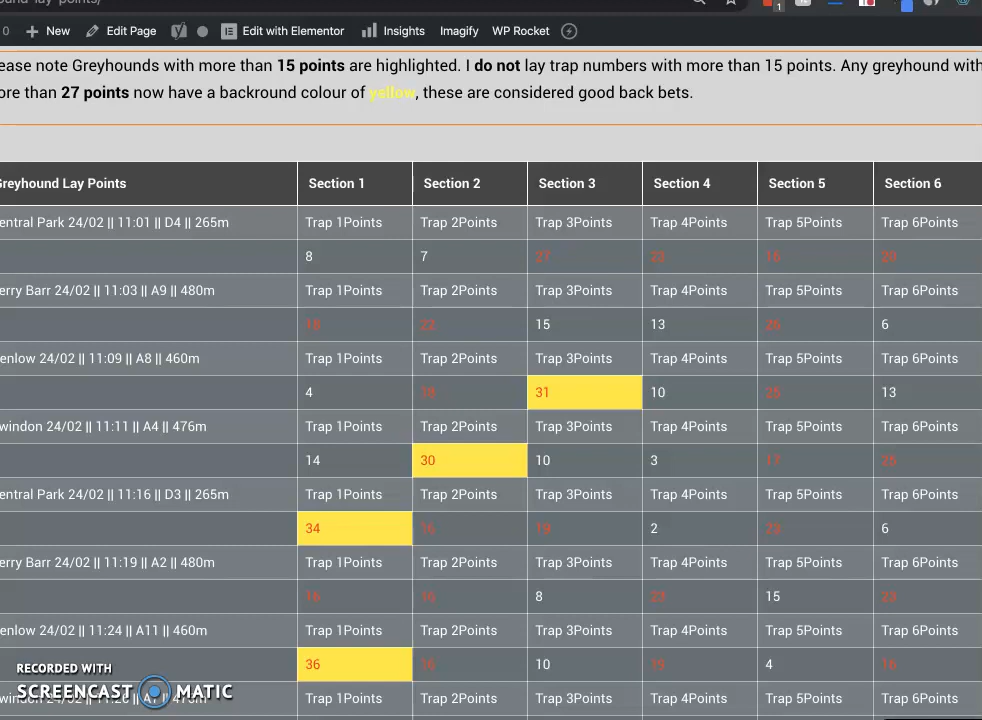 0 New Edit Page Edit with Elementor Insights Imagify WP Rocket
ease note Greyhounds with more than 15 points are highlighted. I do not lay trap numbers with more than 15 points. Any greyhound with
ore than 27 points now have a backround colour of yellow, these are considered good back bets.
Greyhound Lay Points Section 1 Section 2 Section 3 Section 4 Section 5 Section 6
entral Park 24/02 || 11:01 || D4 || 265m Trap 1Points Trap 2Points Trap 3Points Trap 4Points Trap 5Points Trap 6Points
8 7 27 22 16 20
erry Barr 24/02 || 11:03 || A9 || 480m Trap 1Points Trap 2Points Trap 3Points Trap 4Points Trap 5Points Trap 6Points
18 22 15 13 26 6
enlow 24/02 || 11:09 || A8 || 460m Trap 1Points Trap 2Points Trap 3Points Trap 4Points Trap 5Points Trap 6Points
4 18 31 10 25 13
windon 24/02 || 11:11 || A4 || 476m Trap 1Points Trap 2Points Trap 3Points Trap 4Points Trap 5Points Trap 6Points
14 30 10 3 17 25
entral Park 24/02 || 11:16 || D3 || 265m Trap 1Points Trap 2Points Trap 3Points Trap 4Points Trap 5Points Trap 6Points
34 16 19 2 23 6
erry Barr 24/02 || 11:19 || A2 || 480m Trap 1Points Trap 2Points Trap 3Points Trap 4Points Trap 5Points Trap 6Points
16 16 8 23 15 23
enlow 24/02 || 11:24 || A11 || 460m Trap 1Points Trap 2Points Trap 3Points Trap 4Points Trap 5Points Trap 6Points
36 16 10 19 4 16
RECORDED WITH
SCREENCAST MATIC
Trap 1Points Trap 2Points Trap 3Points Trap 4Points Trap 5Points Trap 6Points